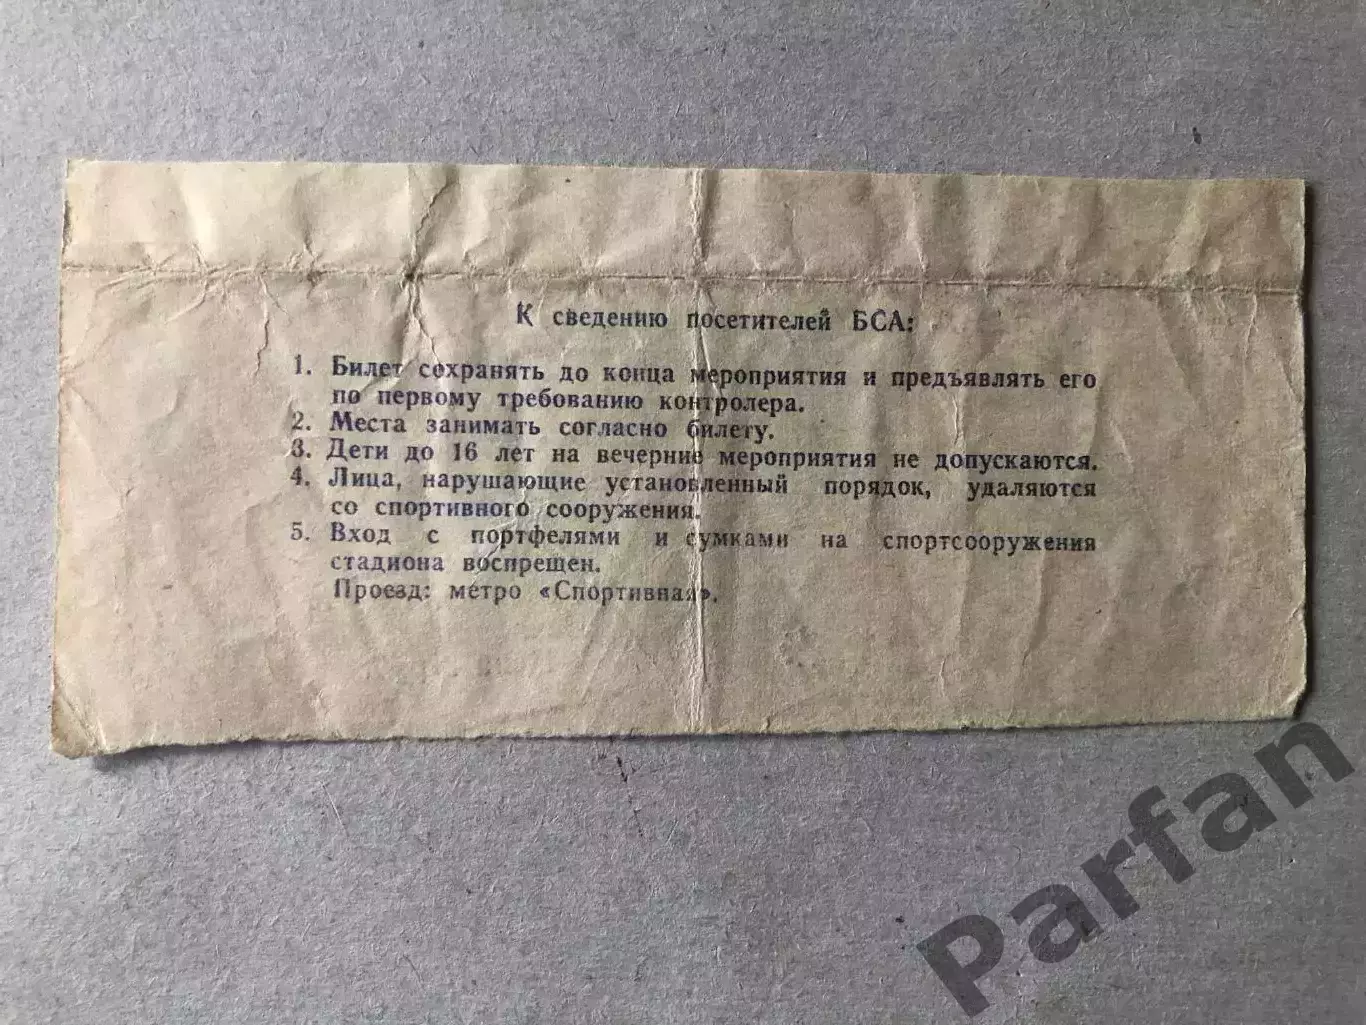 К сведению посетителей БСА:
1. Билет сохранять до конца мероприятия и предъявлять его
по первому требованию контролера.
2. Места занимать согласно билету.
3. Дети до 16 лет на вечерние мероприятия не допускаются.
4. Лица, нарушающие установленный порядок, удаляются
со спортивного сооружения.
5. Вход с портфелями и сумками на спортсооружения
стадиона воспрещен.
Проезд: метро «Спортивная».
Parfan